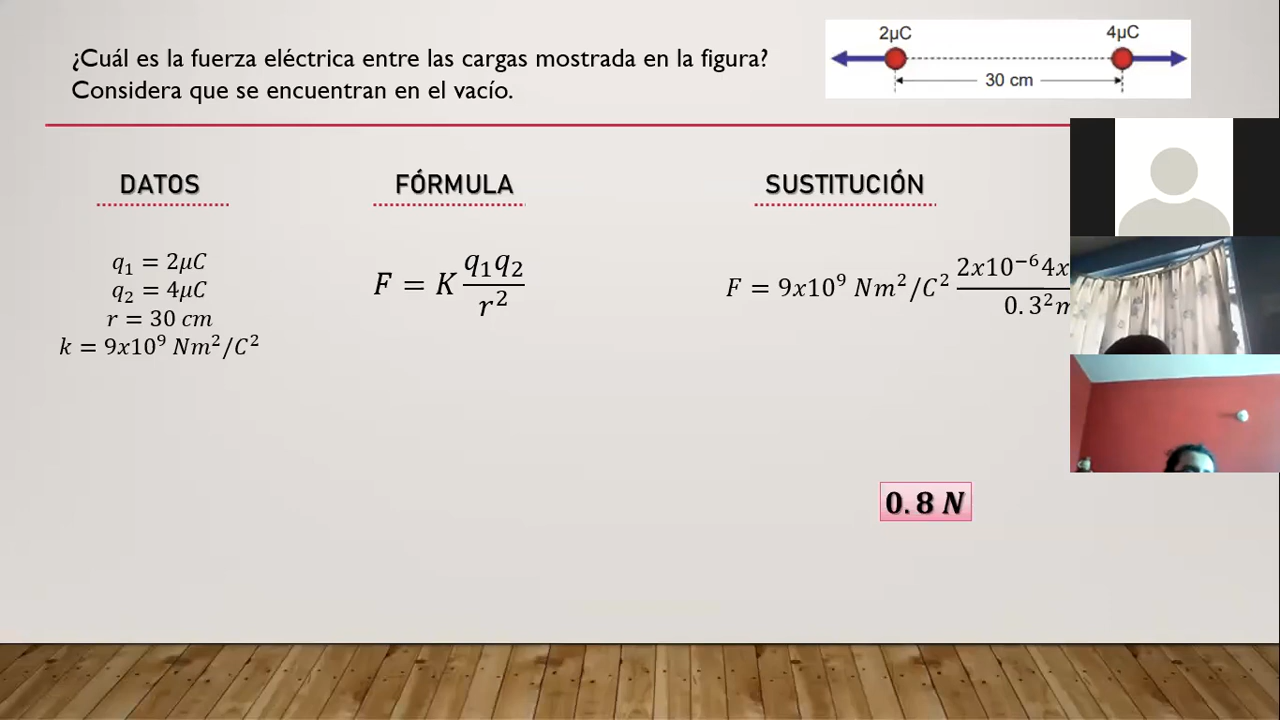 ¿Cuál es la fuerza eléctrica entre las cargas mostrada en la figura?
Considera que se encuentran en el vacío.
2µC 4µC
30 cm
DATOS
q₁ = 2μC
q₂ = 4μC
r = 30 cm
k = 9x10⁹ Nm²/C²
FÓRMULA
F = K q₁q₂/r²
SUSTITUCIÓN
F = 9x10⁹ Nm²/C² 2x10⁻⁶4x
0.3²
0.8 N